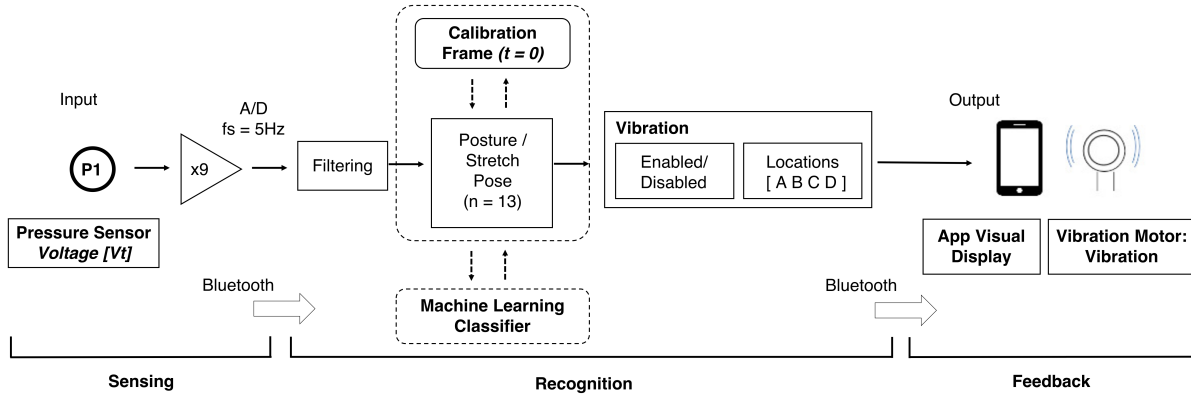 Input
P1
Pressure Sensor
Voltage [Vt]
x9
A/D
fs = 5Hz
Bluetooth
Filtering
Calibration
Frame (t = 0)
Posture /
Stretch
Pose
(n = 13)
Machine Learning
Classifier
Vibration
Enabled/
Disabled
Locations
[ A B C D ]
Bluetooth
Output
App Visual
Display
Vibration Motor:
Vibration
Sensing
Recognition
Feedback